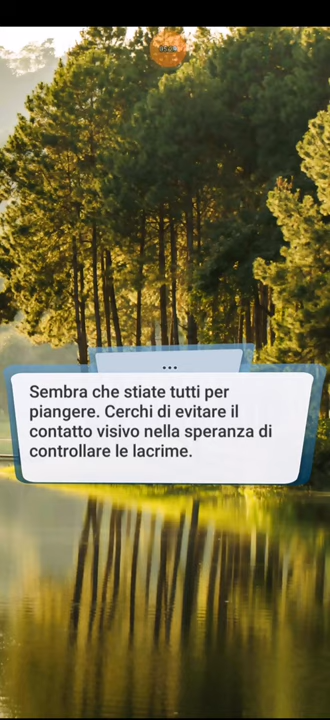 ...
Sembra che stiate tutti per
piangere. Cerchi di evitare il
contatto visivo nella speranza di
controllare le lacrime.